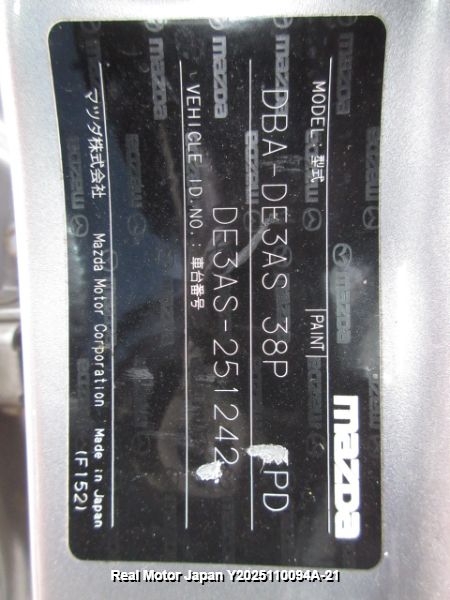 mazda
MODEL:型式 PAINT
DBA-DE3AS 38P PD
VEHICLE I.D. NO.:車台番号
DE3AS-251242
マツダ株式会社 Mazda Motor Corporation Made in Japan
(F152)
Real Motor Japan Y2025110094A-21